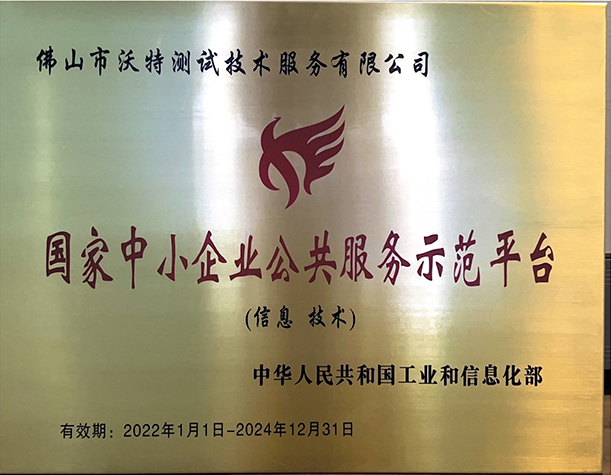 佛山市沃特测试技术服务有限公司
国家中小企业公共服务示范平台
(信息 技术)
中华人民共和国工业和信息化部
有效期：2022年1月1日-2024年12月31日